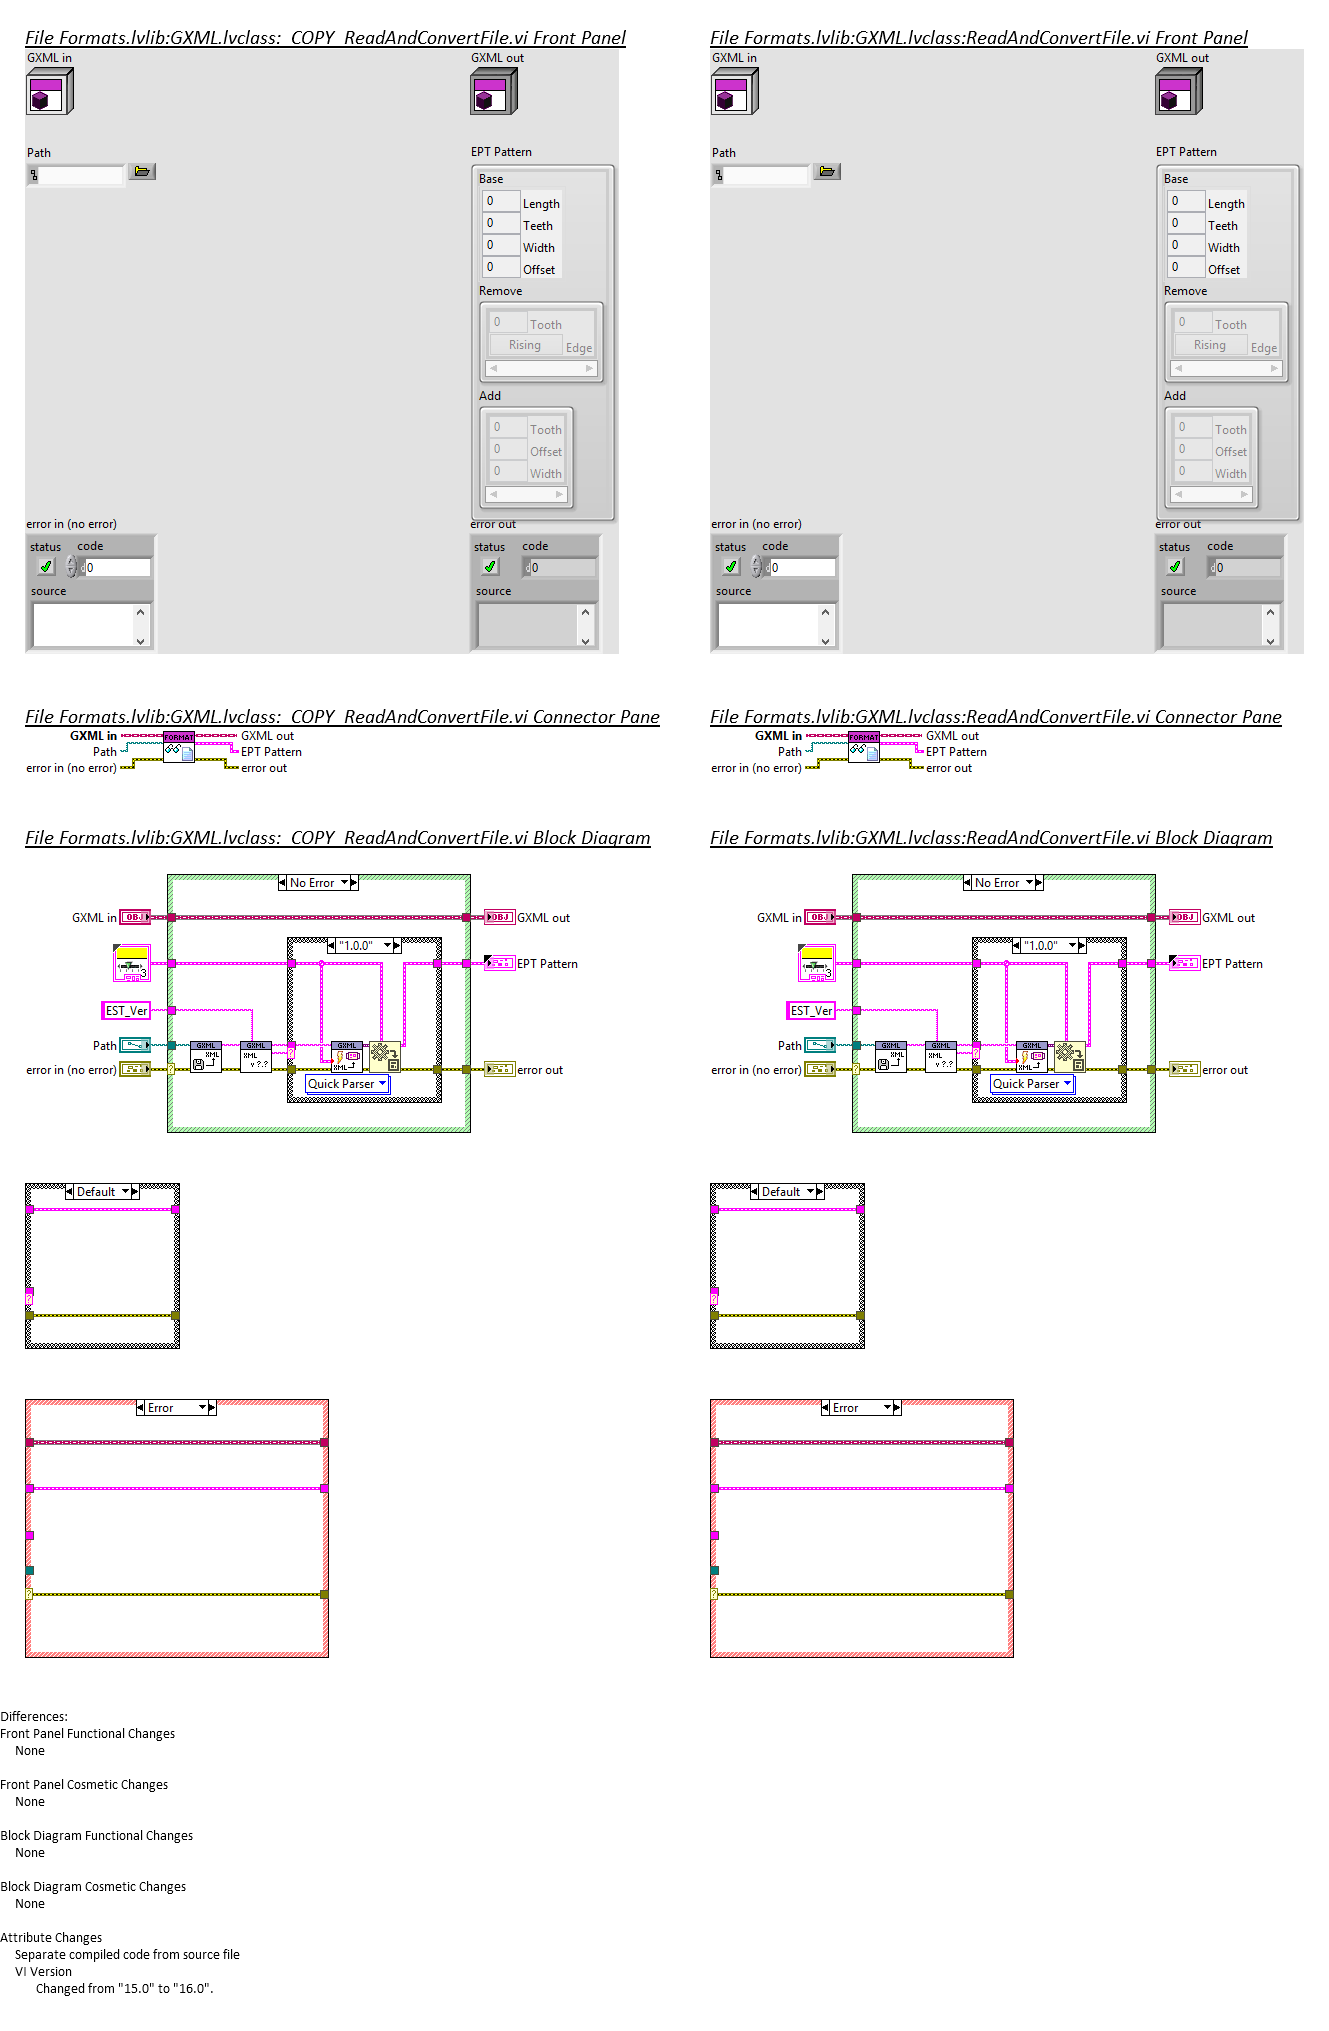 File Formats.lvlib:GXML.lvclass:_COPY_ReadAndConvertFile.vi Front Panel
GXML in
GXML out
Path
EPT Pattern
Base
0 Length
0 Teeth
0 Width
0 Offset
Remove
0 Tooth
Rising Edge
Add
0 Tooth
0 Offset
0 Width
error in (no error)
error out
status code
0
source
status code
0
source
File Formats.lvlib:GXML.lvclass:ReadAndConvertFile.vi Front Panel
GXML in
GXML out
Path
EPT Pattern
Base
0 Length
0 Teeth
0 Width
0 Offset
Remove
0 Tooth
Rising Edge
Add
0 Tooth
0 Offset
0 Width
error in (no error)
error out
status code
0
source
status code
0
source
File Formats.lvlib:GXML.lvclass:_COPY_ReadAndConvertFile.vi Connector Pane
GXML in FORMAT GXML out
Path EPT Pattern
error in (no error) error out
File Formats.lvlib:GXML.lvclass:ReadAndConvertFile.vi Connector Pane
GXML in FORMAT GXML out
Path EPT Pattern
error in (no error) error out
File Formats.lvlib:GXML.lvclass:_COPY_ReadAndConvertFile.vi Block Diagram
No Error
GXML in OBJ OBJ GXML out
"1.0.0"
3 EPT Pattern
EST_Ver
Path GXML XML GXML XML v ?.? GXML XML
error in (no error) error out
Quick Parser
File Formats.lvlib:GXML.lvclass:ReadAndConvertFile.vi Block Diagram
No Error
GXML in OBJ OBJ GXML out
"1.0.0"
3 EPT Pattern
EST_Ver
Path GXML XML GXML XML v ?.? GXML XML
error in (no error) error out
Quick Parser
Default
Default
Error
Error
Differences:
Front Panel Functional Changes
None
Front Panel Cosmetic Changes
None
Block Diagram Functional Changes
None
Block Diagram Cosmetic Changes
None
Attribute Changes
Separate compiled code from source file
VI Version
Changed from "15.0" to "16.0".